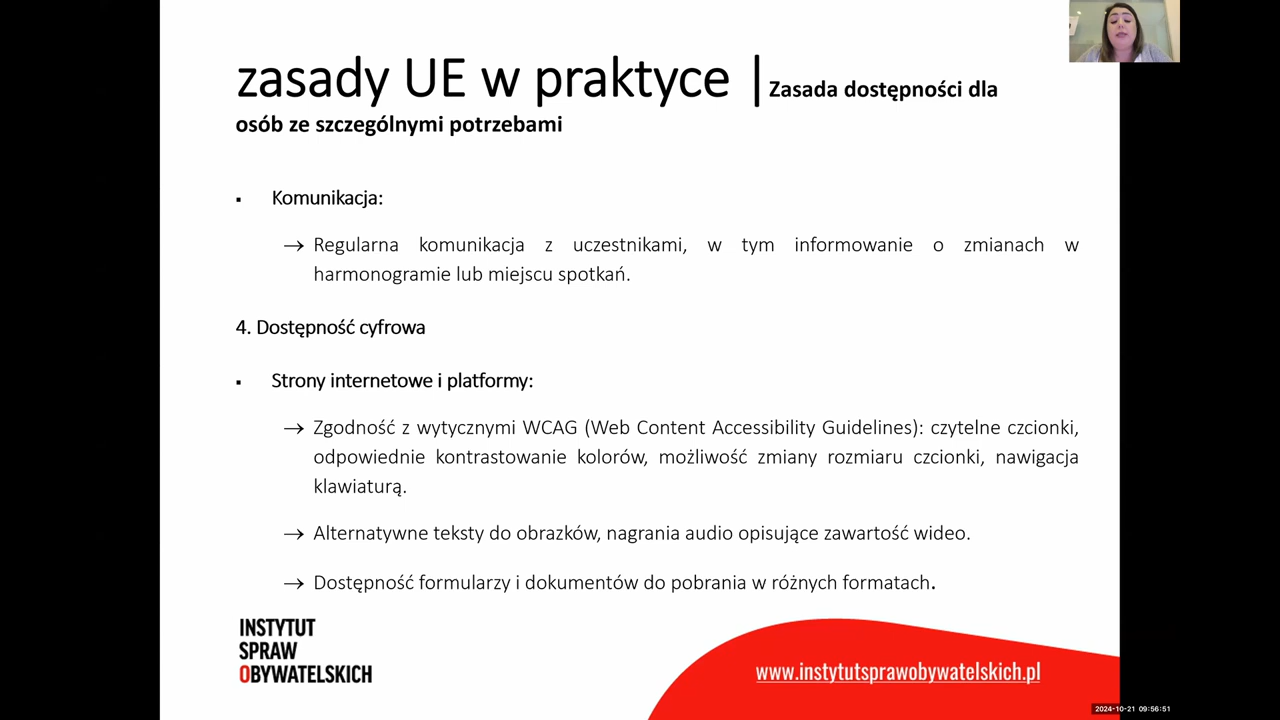 zasady UE w praktyce | Zasada dostępności dla
osób ze szczególnymi potrzebami
▪ Komunikacja:
→ Regularna komunikacja z uczestnikami, w tym informowanie o zmianach w
harmonogramie lub miejscu spotkań.
4. Dostępność cyfrowa
▪ Strony internetowe i platformy:
→ Zgodność z wytycznymi WCAG (Web Content Accessibility Guidelines): czytelne czcionki,
odpowiednie kontrastowanie kolorów, możliwość zmiany rozmiaru czcionki, nawigacja
klawiaturą.
→ Alternatywne teksty do obrazków, nagrania audio opisujące zawartość wideo.
→ Dostępność formularzy i dokumentów do pobrania w różnych formatach.
INSTYTUT
SPRAW
OBYWATELSKICH
www.instytutsprawobywatelskich.pl
2024-10-21 09:56:51